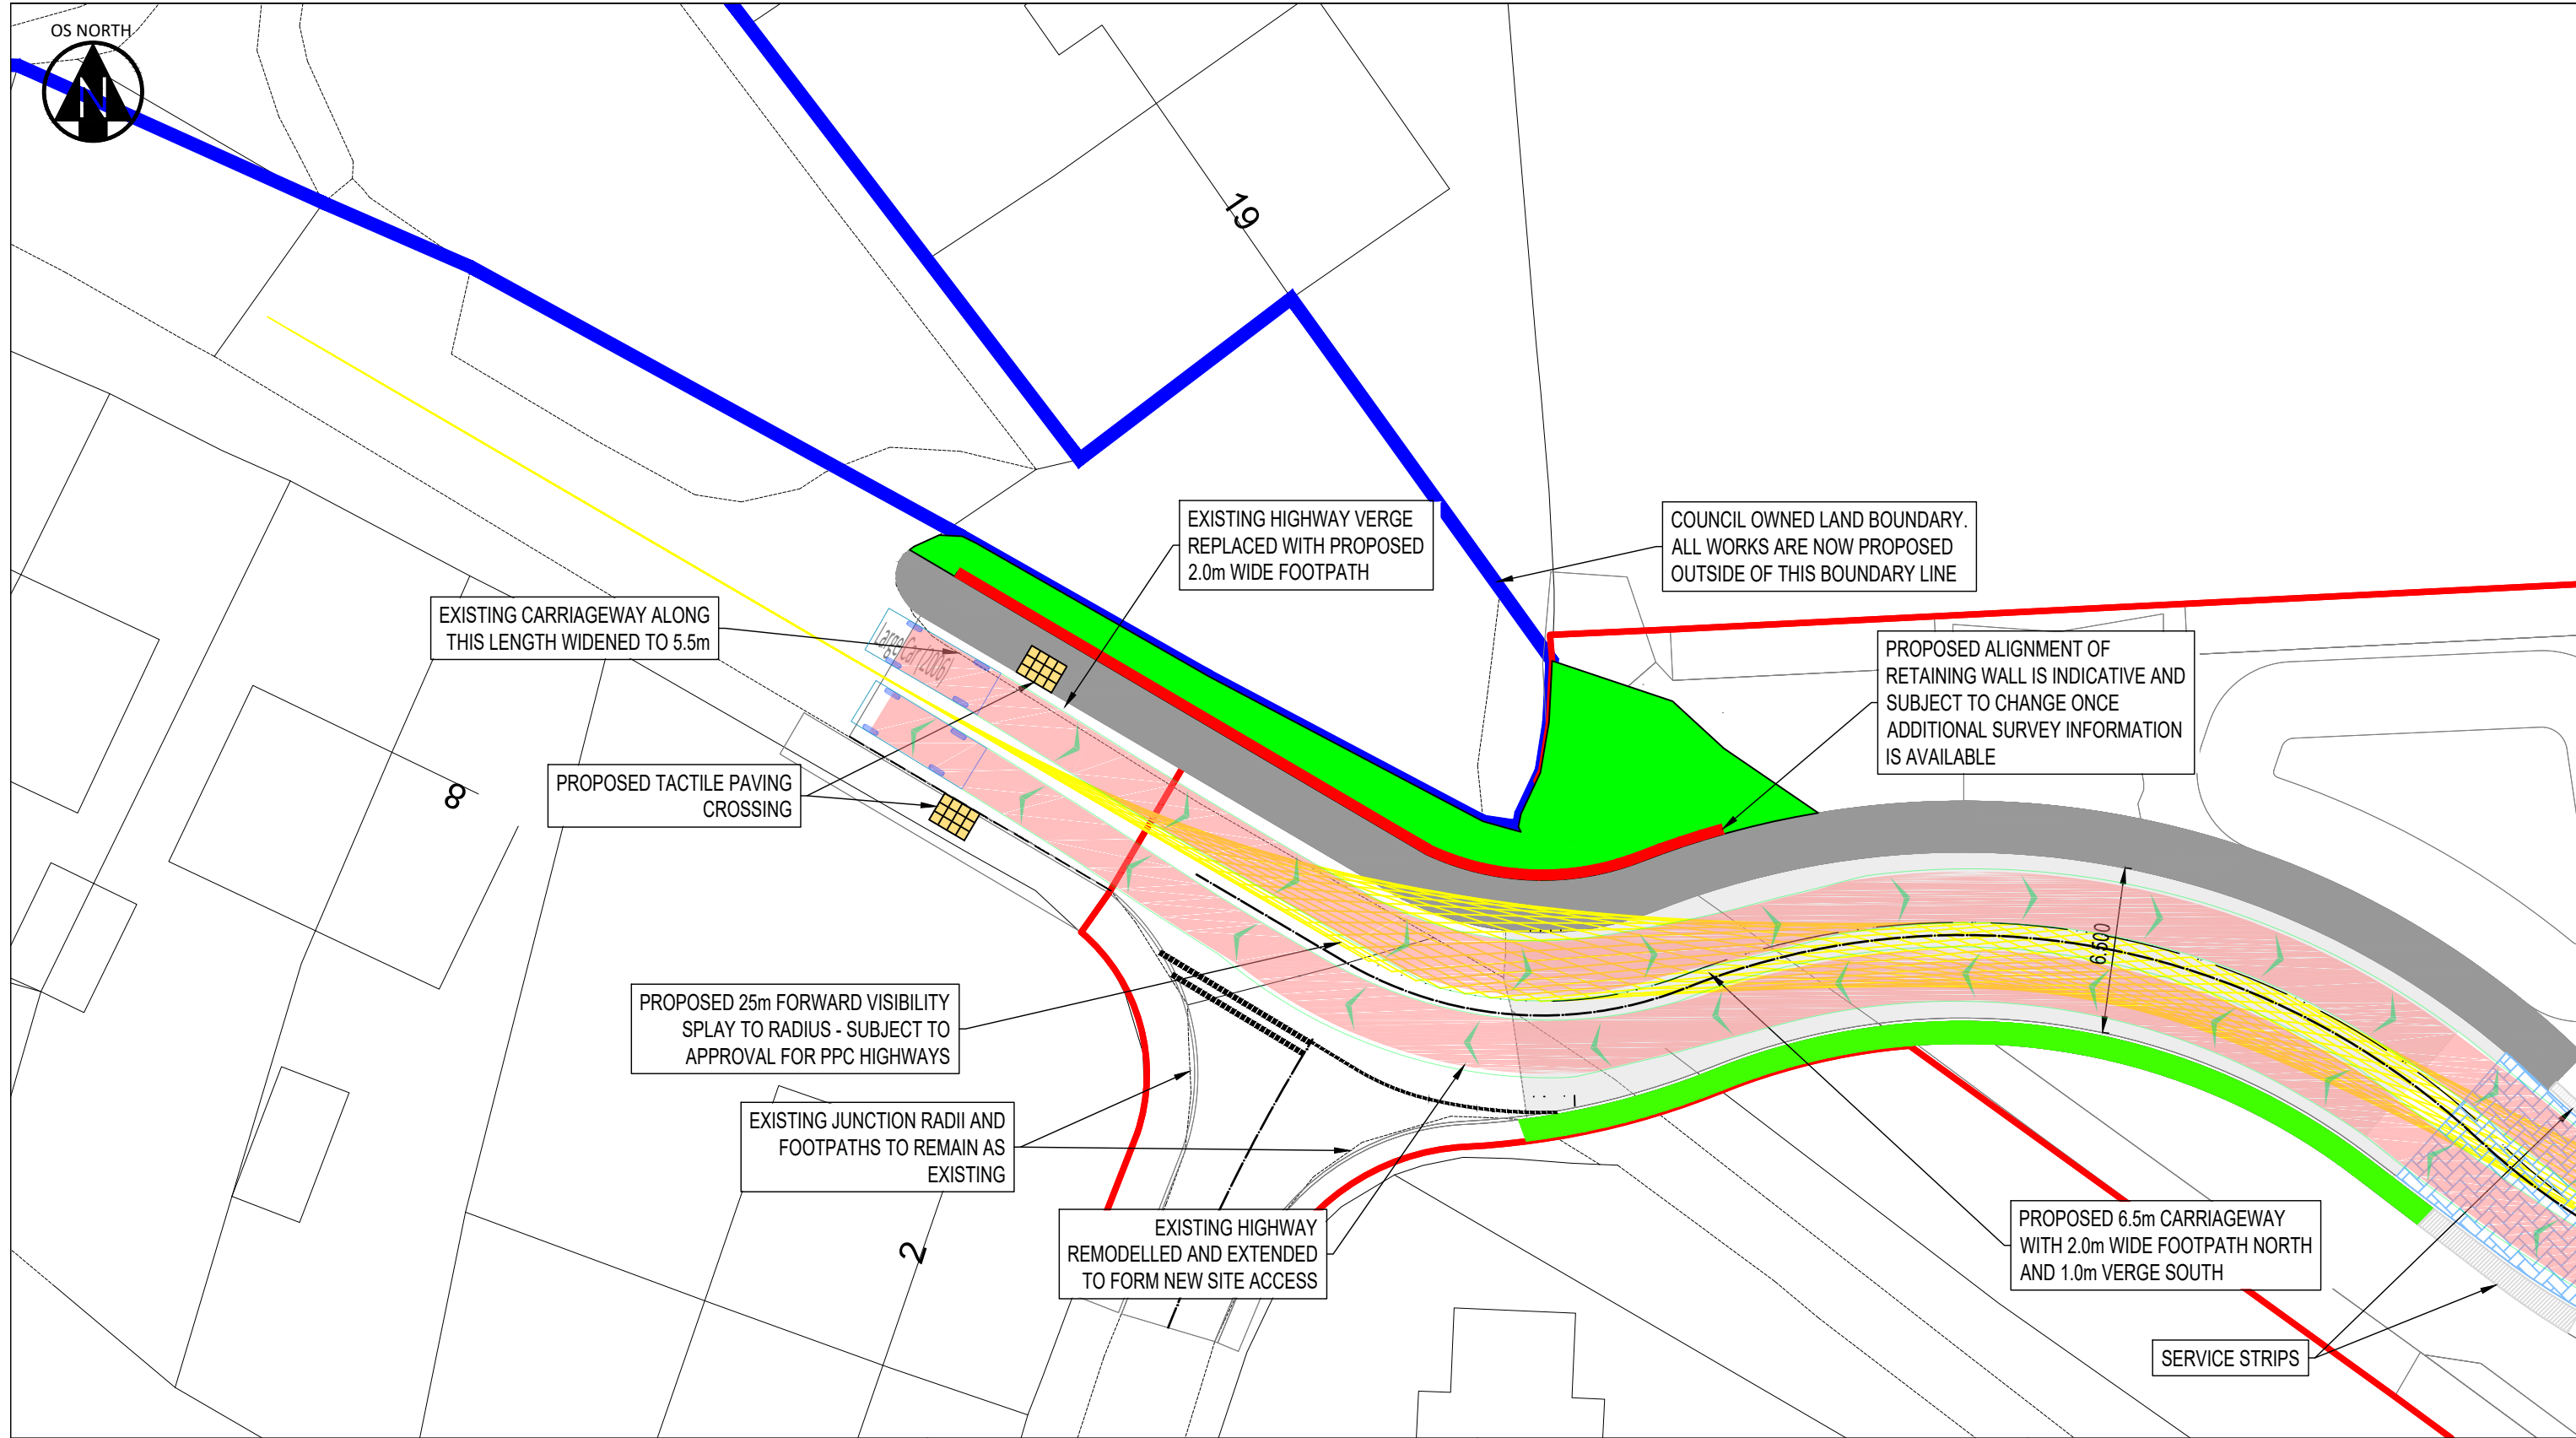 OS NORTH
N
19
EXISTING HIGHWAY VERGE
REPLACED WITH PROPOSED
2.0m WIDE FOOTPATH
COUNCIL OWNED LAND BOUNDARY.
ALL WORKS ARE NOW PROPOSED
OUTSIDE OF THIS BOUNDARY LINE
EXISTING CARRIAGEWAY ALONG
THIS LENGTH WIDENED TO 5.5m
Large Car (2006)
PROPOSED ALIGNMENT OF
RETAINING WALL IS INDICATIVE AND
SUBJECT TO CHANGE ONCE
ADDITIONAL SURVEY INFORMATION
IS AVAILABLE
8
PROPOSED TACTILE PAVING
CROSSING
6.500
PROPOSED 25m FORWARD VISIBILITY
SPLAY TO RADIUS - SUBJECT TO
APPROVAL FOR PPC HIGHWAYS
EXISTING JUNCTION RADII AND
FOOTPATHS TO REMAIN AS
EXISTING
2
EXISTING HIGHWAY
REMODELLED AND EXTENDED
TO FORM NEW SITE ACCESS
PROPOSED 6.5m CARRIAGEWAY
WITH 2.0m WIDE FOOTPATH NORTH
AND 1.0m VERGE SOUTH
SERVICE STRIPS